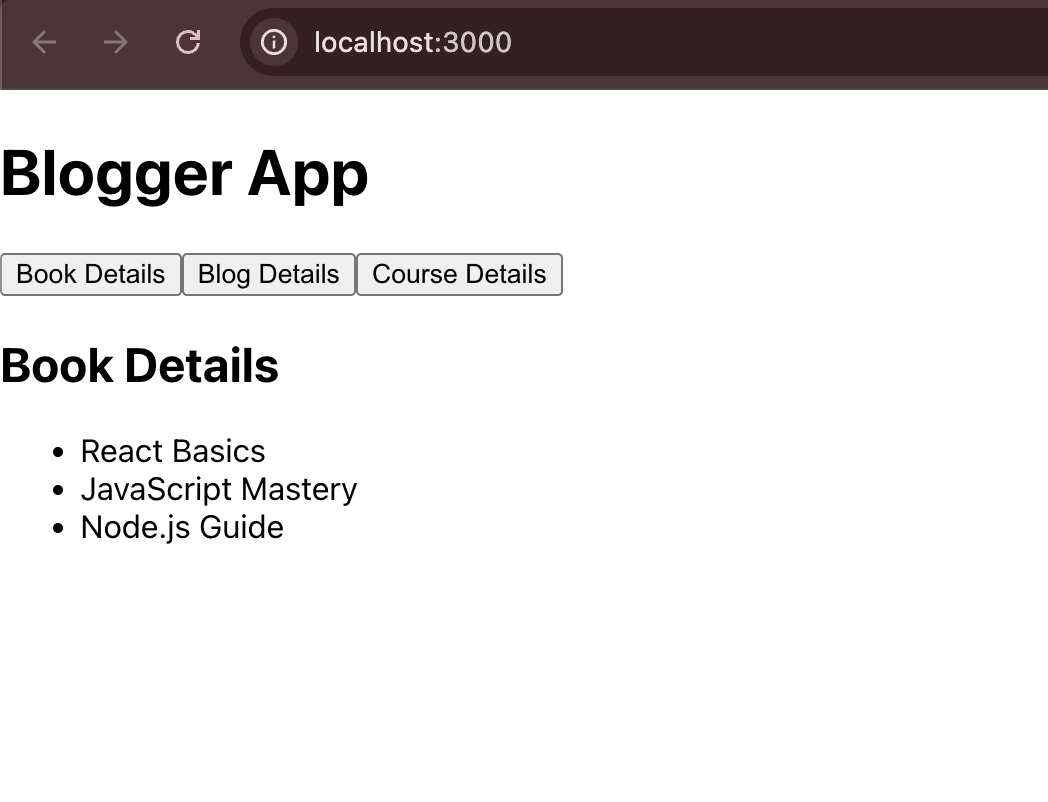 localhost:3000
Blogger App
Book Details Blog Details Course Details
Book Details
• React Basics
• JavaScript Mastery
• Node.js Guide